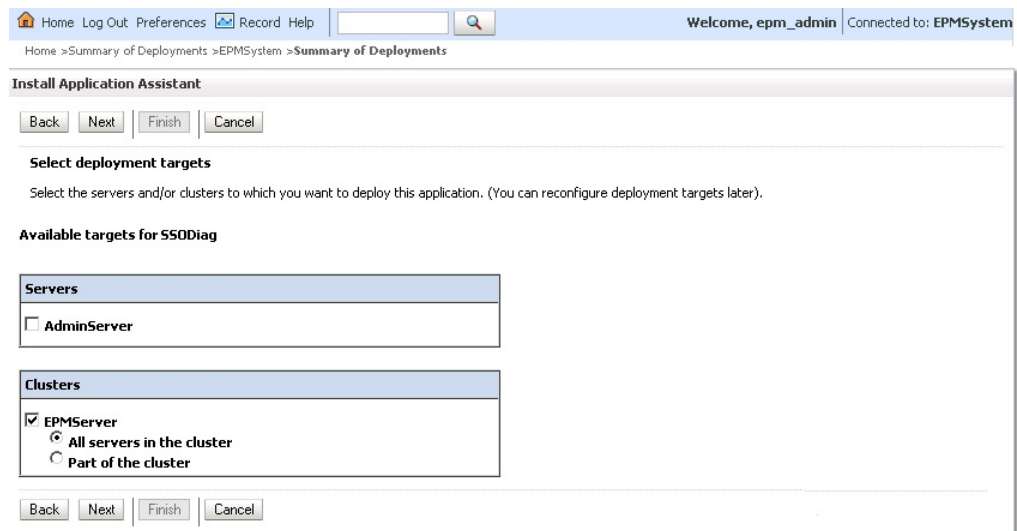 Home Log Out Preferences Record Help Welcome, epm_admin Connected to: EPMSystem
Home >Summary of Deployments >EPMSystem >Summary of Deployments
Install Application Assistant
Back Next Finish Cancel
Select deployment targets
Select the servers and/or clusters to which you want to deploy this application. (You can reconfigure deployment targets later).
Available targets for SSODiag
Servers
AdminServer
Clusters
EPMServer
All servers in the cluster
Part of the cluster
Back Next Finish Cancel